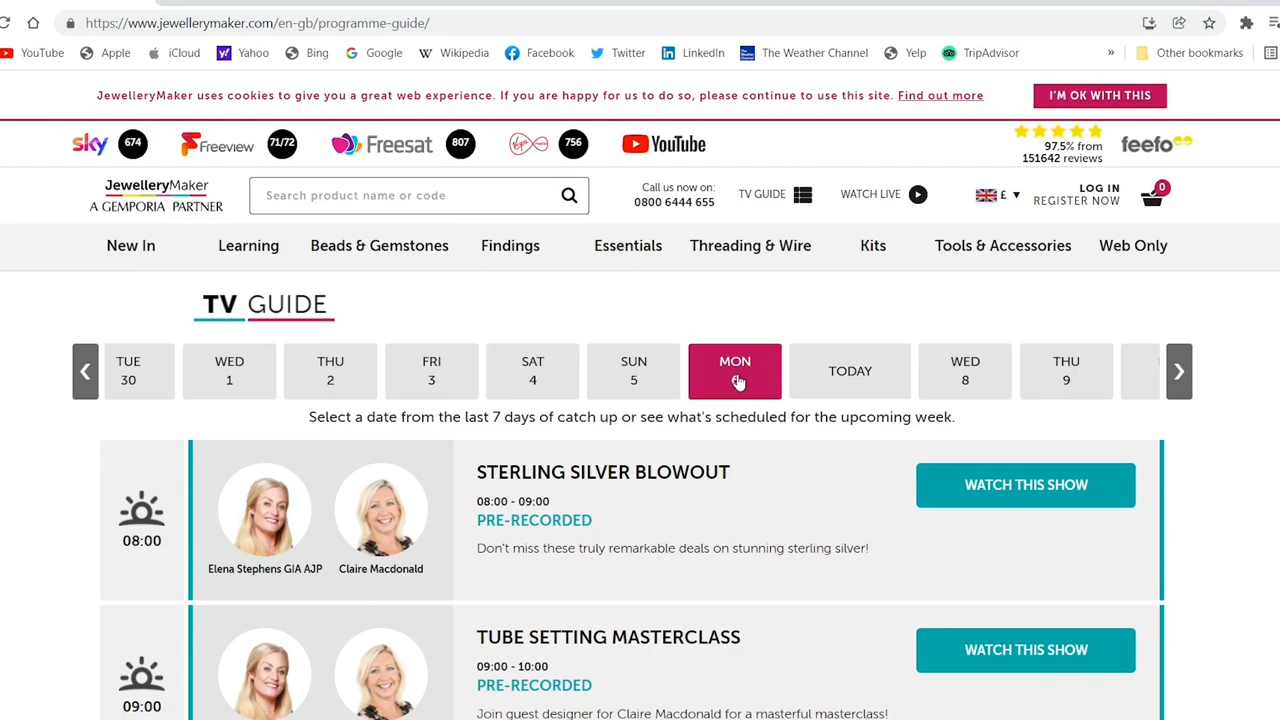 https://www.jewellerymaker.com/en-gb/programme-guide/
YouTube Apple iCloud Yahoo Bing Google Wikipedia Facebook Twitter LinkedIn The Weather Channel Yelp TripAdvisor » Other bookmarks
JewelleryMaker uses cookies to give you a great web experience. If you are happy for us to do so, please continue to use this site. Find out more
I'M OK WITH THIS
sky 674 Freeview 71/72 Freesat 807 756 YouTube
97.5% from
151642 reviews
feefo
JewelleryMaker
A GEMPORIA PARTNER
Search product name or code
Call us now on:
0800 6444 655
TV GUIDE
WATCH LIVE
£ ▼
LOG IN
REGISTER NOW
0
New In Learning Beads & Gemstones Findings Essentials Threading & Wire Kits Tools & Accessories Web Only
TV GUIDE
TUE
30
WED
1
THU
2
FRI
3
SAT
4
SUN
5
MON
TODAY
WED
8
THU
9
Select a date from the last 7 days of catch up or see what's scheduled for the upcoming week.
08:00
Elena Stephens GIA AJP
Claire Macdonald
STERLING SILVER BLOWOUT
08:00 - 09:00
PRE-RECORDED
Don't miss these truly remarkable deals on stunning sterling silver!
WATCH THIS SHOW
09:00
TUBE SETTING MASTERCLASS
09:00 - 10:00
PRE-RECORDED
Join guest designer for Claire Macdonald for a masterful masterclass!
WATCH THIS SHOW